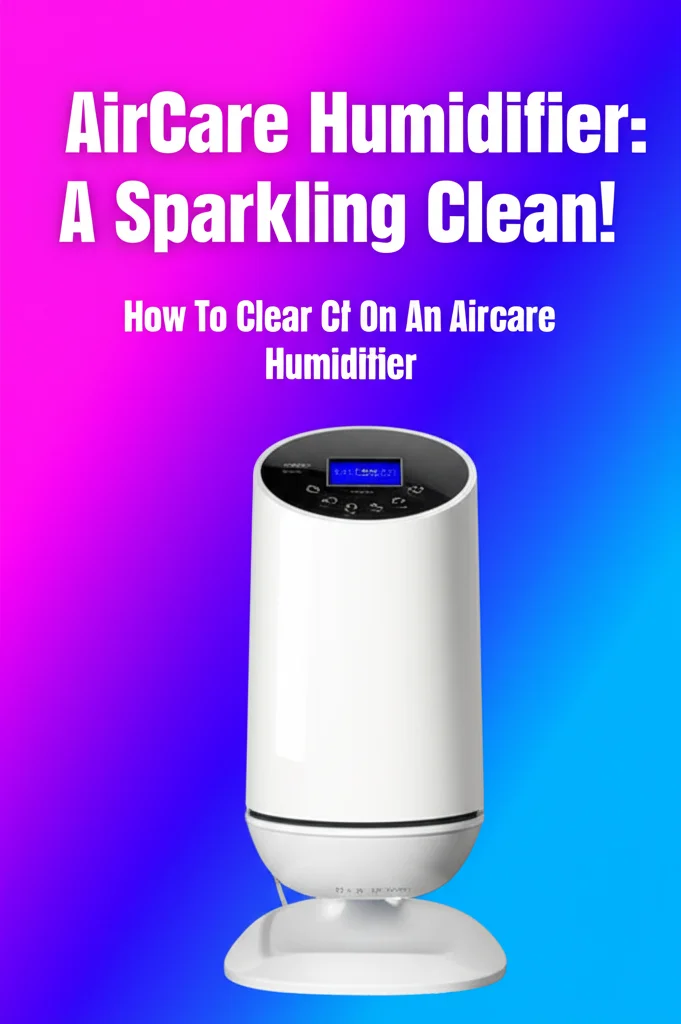 AirCare Humidifier:
A Sparkling Clean!
How To Clear Cf On An Aircare
Humidifier